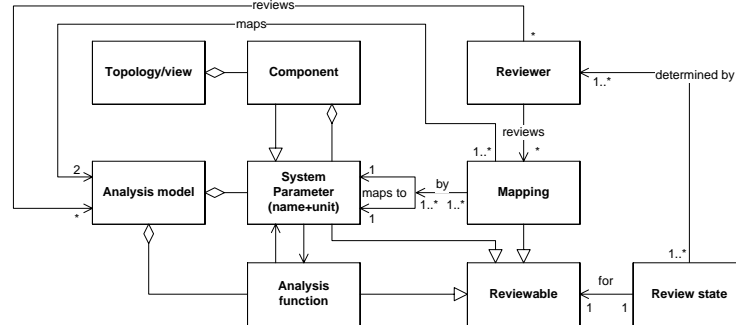 reviews
maps
*
Topology/view
Component
Reviewer
1..*
determined by
reviews
2
1..*
*
1
Analysis model
System
Parameter
(name+unit)
maps to
by
1..*
1..*
Mapping
*
1
1..*
Analysis
function
Reviewable
for
1
1
Review state